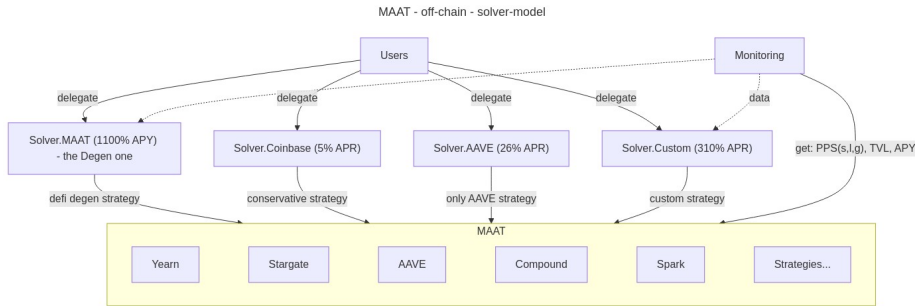 MAAT - off-chain - solver-model
Users
Monitoring
delegate
delegate
delegate
delegate
data
Solver.MAAT (1100% APY)
- the Degen one
Solver.Coinbase (5% APR)
Solver.AAVE (26% APR)
Solver.Custom (310% APR)
get: PPS(s,l,g), TVL, APY
defi degen strategy
conservative strategy
only AAVE strategy
custom strategy
MAAT
Yearn
Stargate
AAVE
Compound
Spark
Strategies...